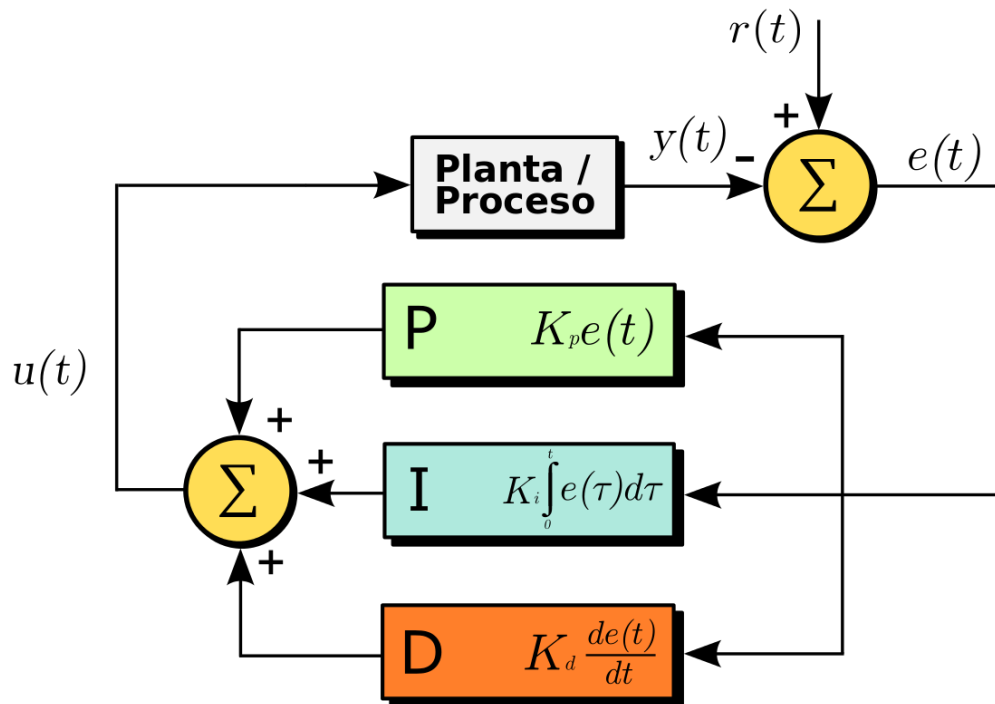 r(t)
+
y(t)
-
Σ
e(t)
Planta /
Proceso
P K_p e(t)
u(t)
+
+
Σ
I K_i ∫_0^t e(τ)dτ
+
D K_d de(t)/dt